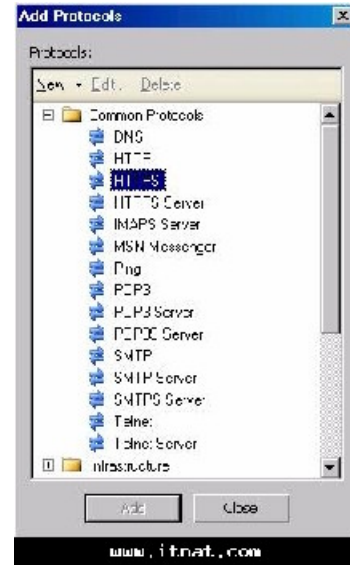 Add Protocols
Protocols:
New Edit.. Delete
Common Protocols
DNS
HTTP
HTTPS
HTTPS Server
IMAPS Server
MSN Messenger
Ping
POP3
POP3 Server
POP3S Server
SMTP
SMTP Server
SMTPS Server
Telnet
Telnet Server
Infrastructure
Add Close
www.itnat.com